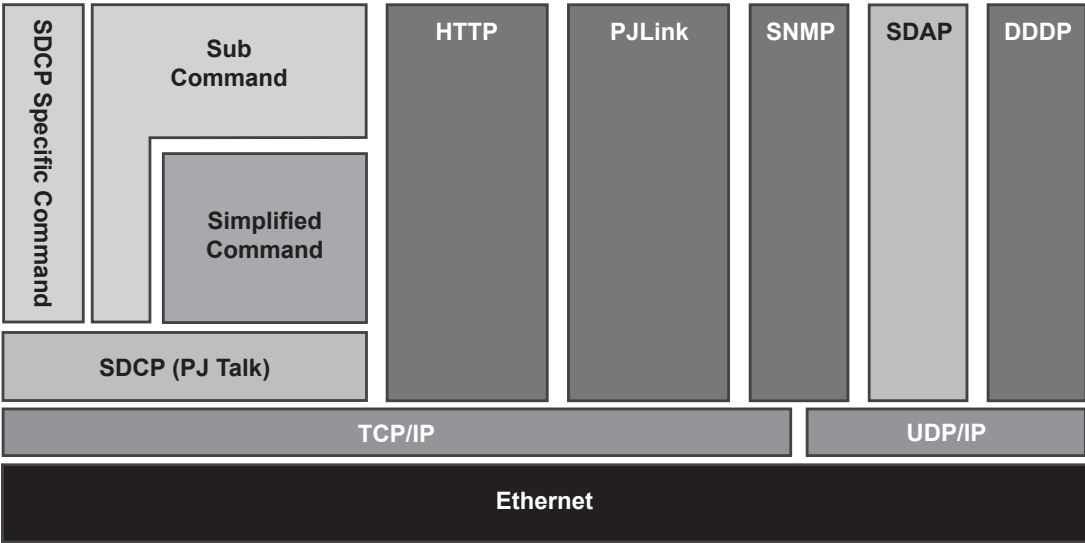 SDCP Specific Command
Sub
Command
HTTP
PJLink
SNMP
SDAP
DDDP
Simplified
Command
SDCP (PJ Talk)
TCP/IP
UDP/IP
Ethernet